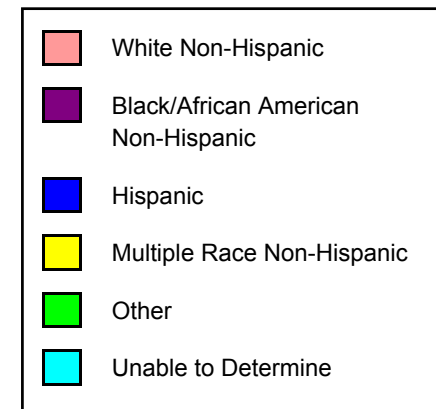 White Non-Hispanic
Black/African American
Non-Hispanic
Hispanic
Multiple Race Non-Hispanic
Other
Unable to Determine